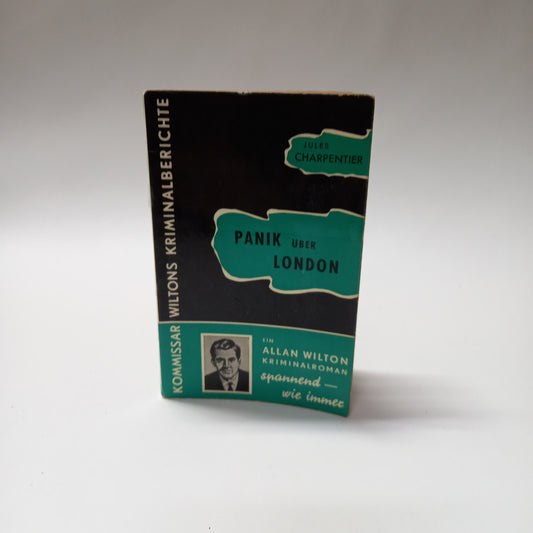 KOMMISSAR WILTONS KRIMINALBERICHTE
JULES
CHARPENTIER
PANIK ÜBER
LONDON
EIN
ALLAN WILTON
KRIMINALROMAN
spannend —
wie immer